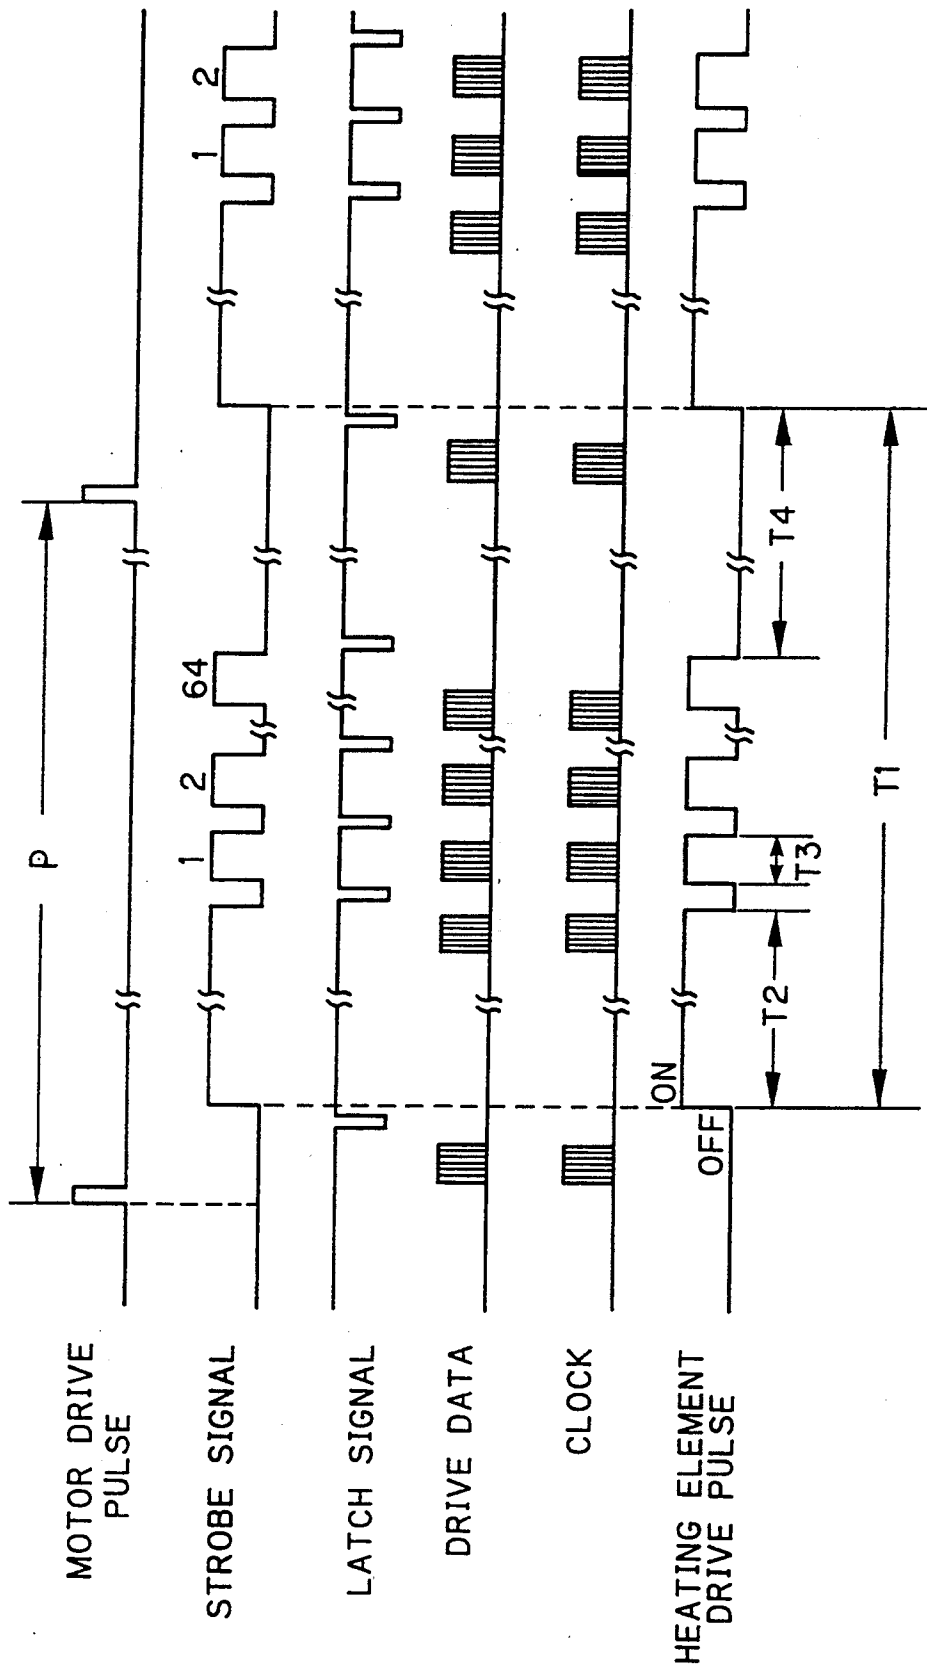 MOTOR DRIVE
PULSE
P
STROBE SIGNAL
1
2
64
1
2
LATCH SIGNAL
DRIVE DATA
CLOCK
HEATING ELEMENT
DRIVE PULSE
OFF
ON
T2
T3
T4
T1